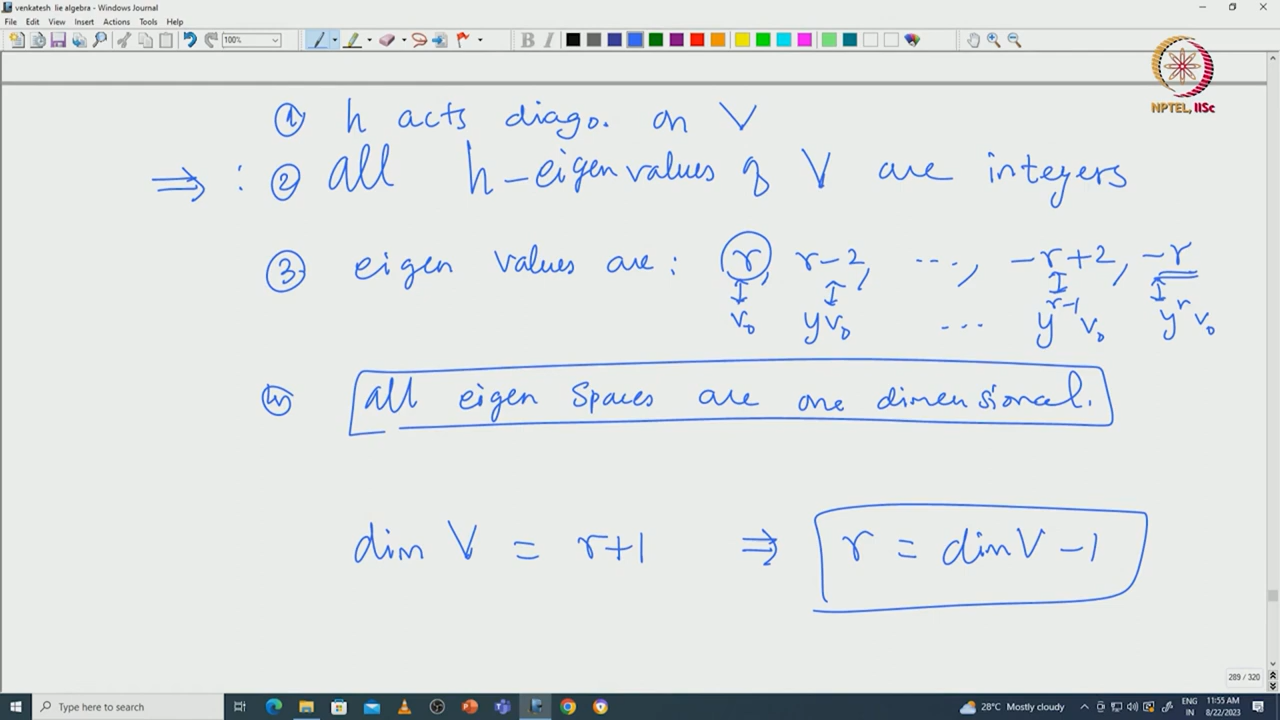 venkatesh lie algebra - Windows Journal
File Edit View Insert Actions Tools Help
100%
B I
NPTEL, IISc
① h acts diago. on V
⇒ : ② all h-eigenvalues of V are integers
③ eigen values are : r, r-2, ..., -r+2, -r
↕ ↕ ↕ ↕
v₀ yv₀ ... yʳ⁻¹v₀ yʳv₀
④ all eigen spaces are one dimensional.
dim V = r+1 ⇒ r = dim V - 1
289 / 320
Type here to search
28°C Mostly cloudy
ENG
IN
11:55 AM
8/22/2023